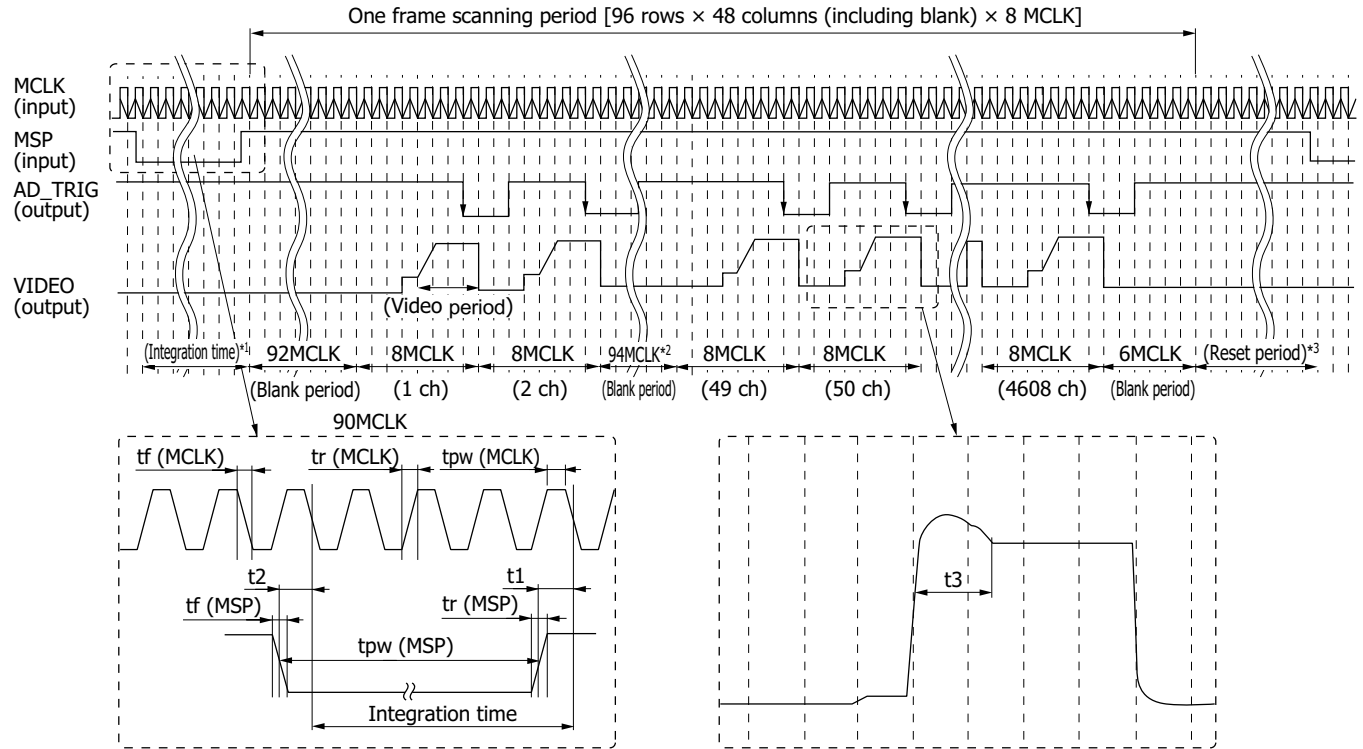 One frame scanning period [96 rows × 48 columns (including blank) × 8 MCLK]
MCLK
(input)
MSP
(input)
AD_TRIG
(output)
VIDEO
(output)
(Video period)
(Integration time)*1
92MCLK
8MCLK
8MCLK
94MCLK*2
8MCLK
8MCLK
8MCLK
6MCLK
(Reset period)*3
(Blank period)
(1 ch)
(2 ch)
(Blank period)
(49 ch)
(50 ch)
(4608 ch)
(Blank period)
90MCLK
tf (MCLK)
tr (MCLK)
tpw (MCLK)
t2
t1
tf (MSP)
tr (MSP)
tpw (MSP)
Integration time
t3